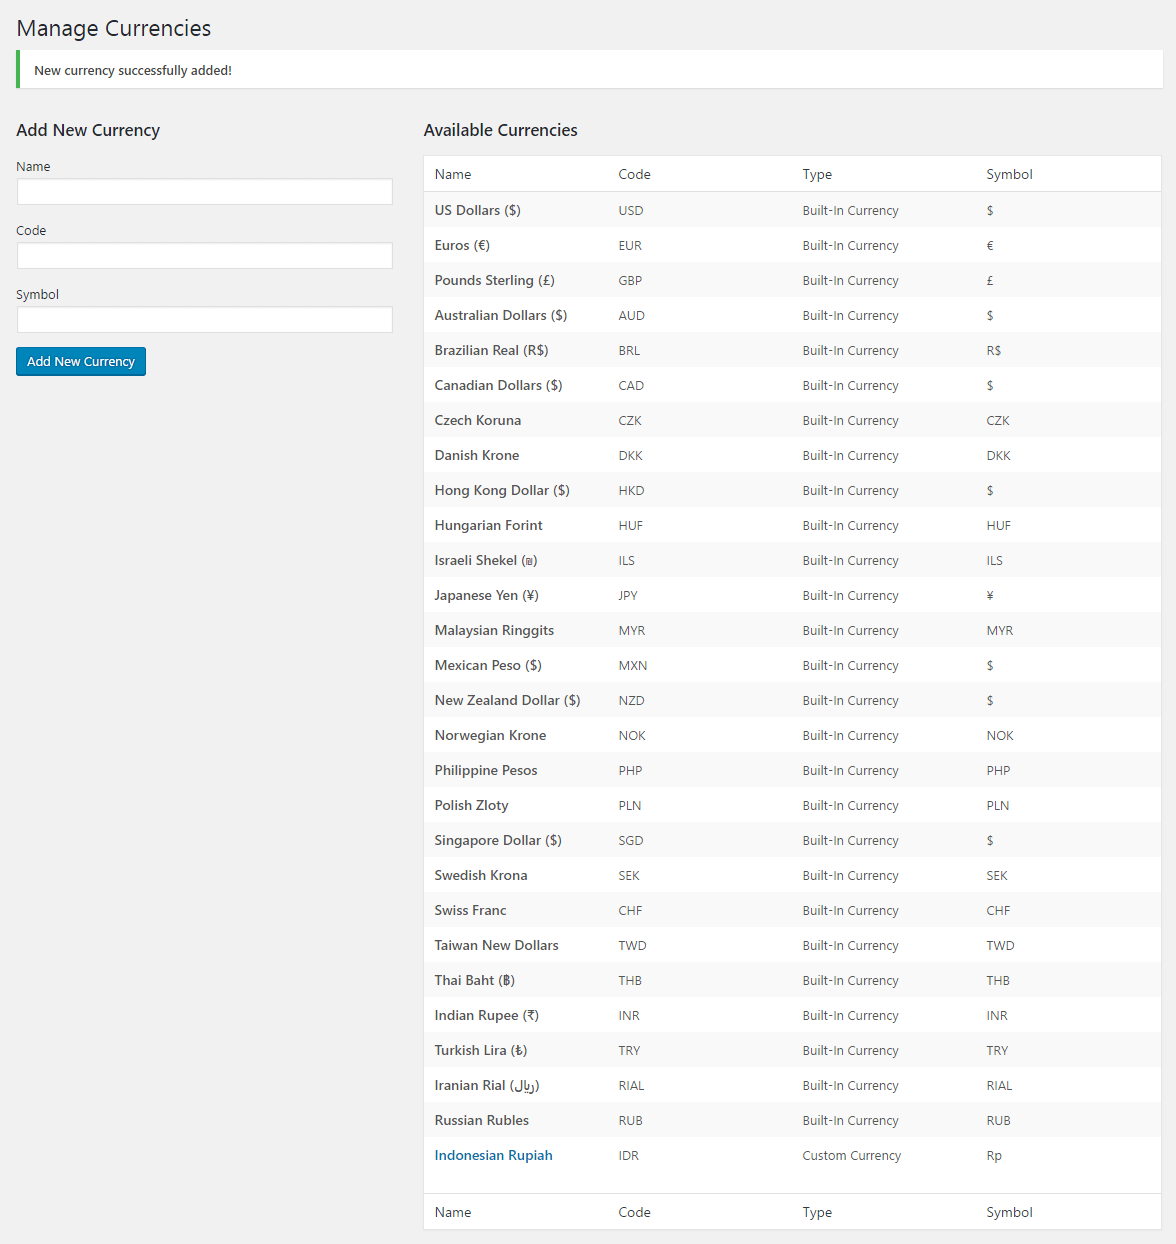 Manage Currencies
New currency successfully added!
Add New Currency
Name
Code
Symbol
Add New Currency
Available Currencies
Name Code Type Symbol
US Dollars ($) USD Built-In Currency $
Euros (€) EUR Built-In Currency €
Pounds Sterling (£) GBP Built-In Currency £
Australian Dollars ($) AUD Built-In Currency $
Brazilian Real (R$) BRL Built-In Currency R$
Canadian Dollars ($) CAD Built-In Currency $
Czech Koruna CZK Built-In Currency CZK
Danish Krone DKK Built-In Currency DKK
Hong Kong Dollar ($) HKD Built-In Currency $
Hungarian Forint HUF Built-In Currency HUF
Israeli Shekel (₪) ILS Built-In Currency ILS
Japanese Yen (¥) JPY Built-In Currency ¥
Malaysian Ringgits MYR Built-In Currency MYR
Mexican Peso ($) MXN Built-In Currency $
New Zealand Dollar ($) NZD Built-In Currency $
Norwegian Krone NOK Built-In Currency NOK
Philippine Pesos PHP Built-In Currency PHP
Polish Zloty PLN Built-In Currency PLN
Singapore Dollar ($) SGD Built-In Currency $
Swedish Krona SEK Built-In Currency SEK
Swiss Franc CHF Built-In Currency CHF
Taiwan New Dollars TWD Built-In Currency TWD
Thai Baht (฿) THB Built-In Currency THB
Indian Rupee (₹) INR Built-In Currency INR
Turkish Lira (₺) TRY Built-In Currency TRY
Iranian Rial (﷼) RIAL Built-In Currency RIAL
Russian Rubles RUB Built-In Currency RUB
Indonesian Rupiah IDR Custom Currency Rp
Name Code Type Symbol